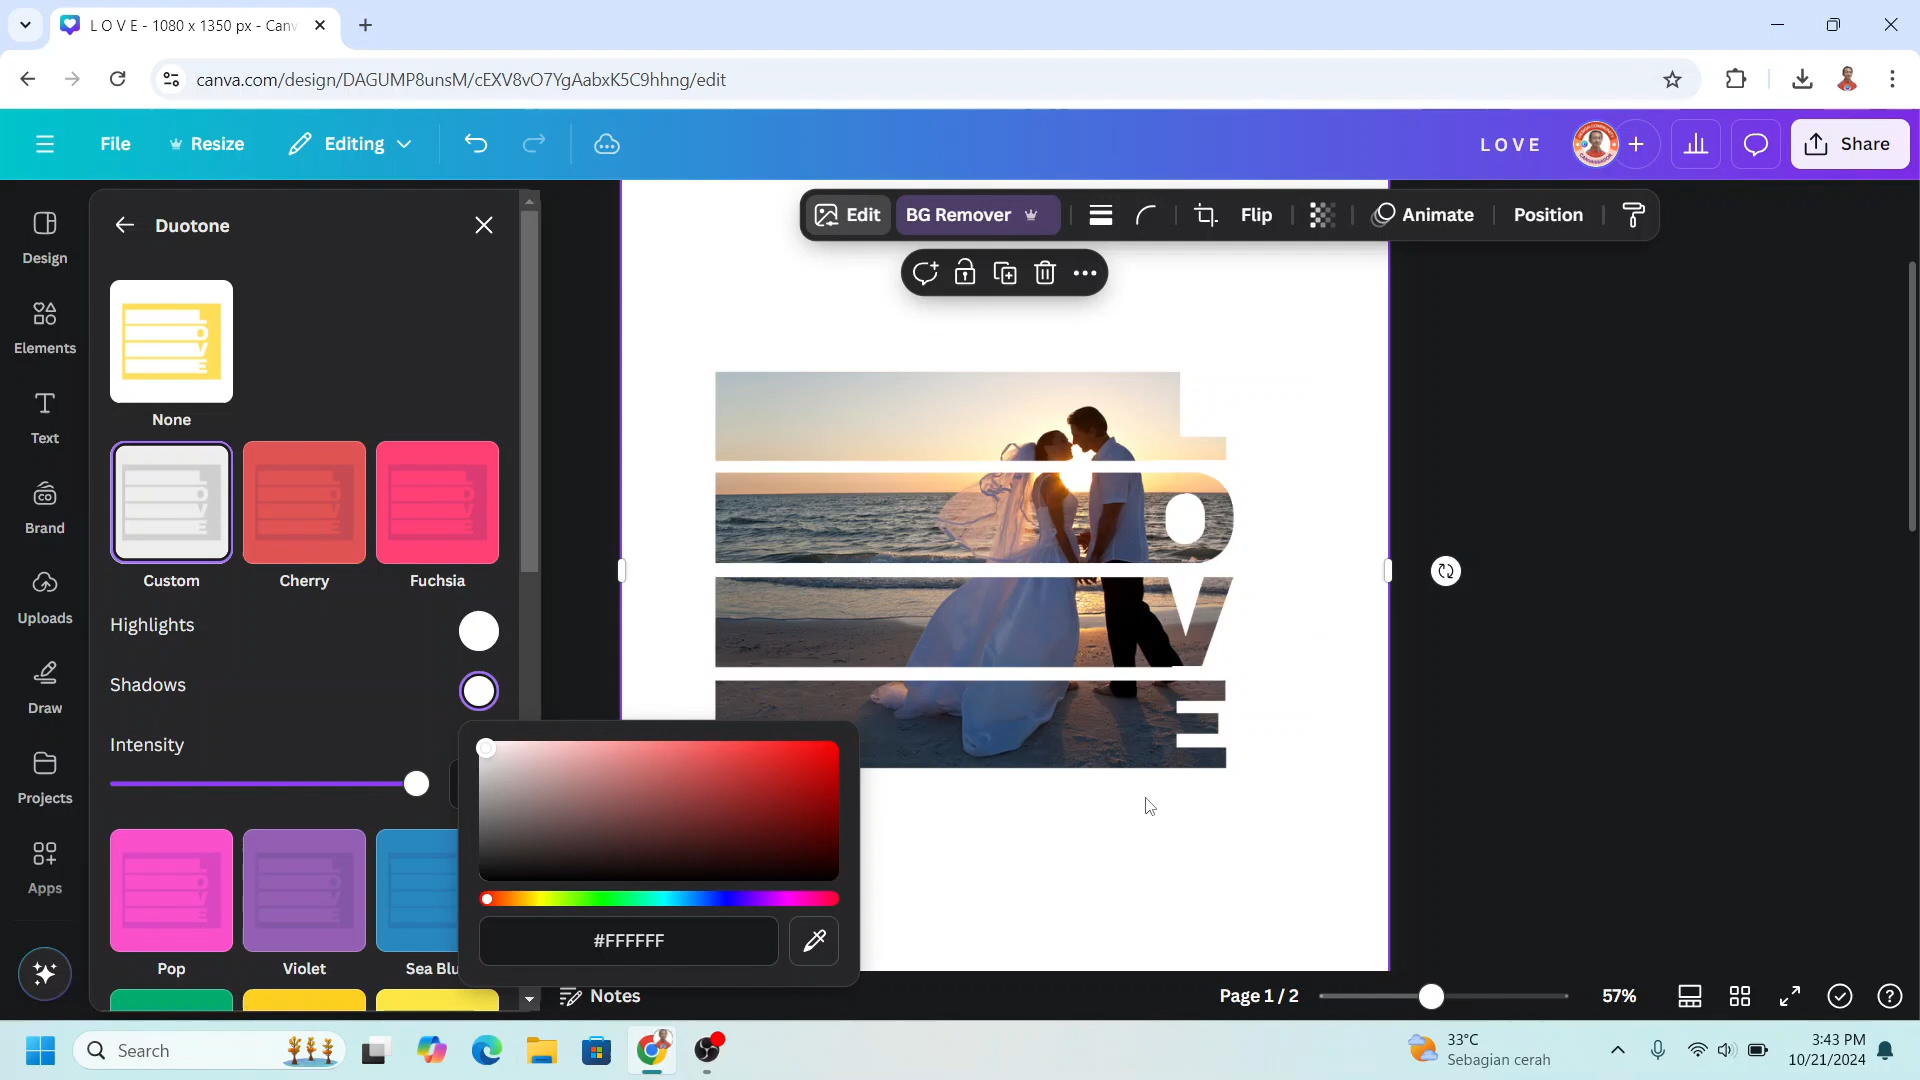 L O V E - 1080 x 1350 px - Canv
canva.com/design/DAGUMP8unsM/cEXV8vO7YgAabxK5C9hhng/edit
File
Resize
Editing
L O V E
Share
Design
Elements
Text
Brand
Uploads
Draw
Projects
Apps
Duotone
None
Custom
Cherry
Fuchsia
Highlights
Shadows
Intensity
Pop
Violet
Sea Blu
#FFFFFF
Edit
BG Remover
Flip
Animate
Position
L
O
V
E
Notes
Page 1 / 2
57%
Search
33°C
Sebagian cerah
3:43 PM
10/21/2024